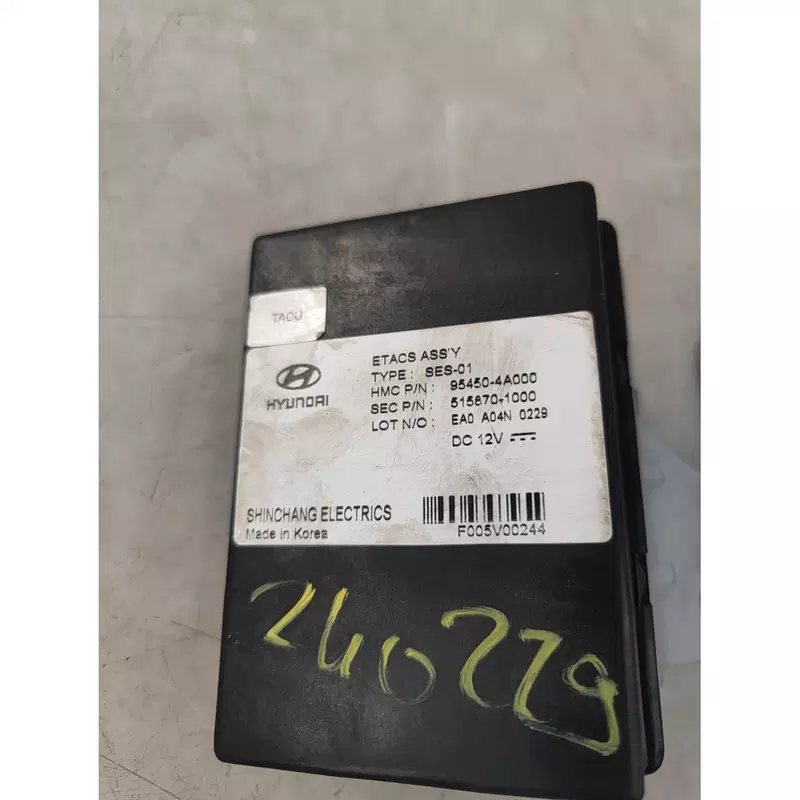 TACU
ETACS ASS'Y
TYPE : SES-01
HYUNDAI
HMC P/N : 95450-4A000
SEC P/N : 515870-1000
LOT N/O : EA0 A04N 0229
DC 12V
SHINCHANG ELECTRICS
Made in Korea
F005V00244
240229